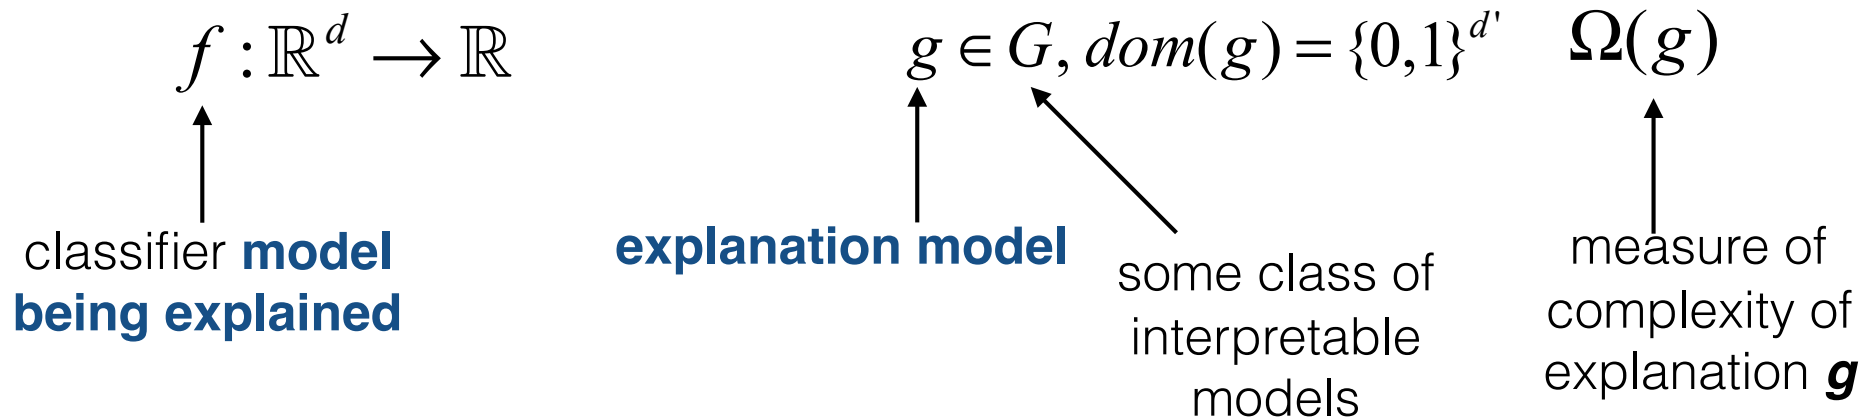 f : ℝ^d → ℝ
g ∈ G, dom(g) = {0,1}^d'
Ω(g)
classifier model
being explained
explanation model
some class of
interpretable
models
measure of
complexity of
explanation g